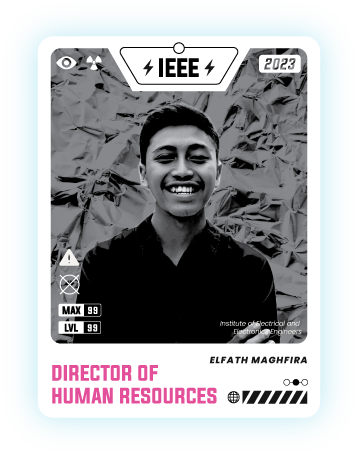 IEEE
2023
MAX 99
LVL 99
Institute of Electrical and
Electronics Engineers
ELFATH MAGHFIRA
DIRECTOR OF
HUMAN RESOURCES